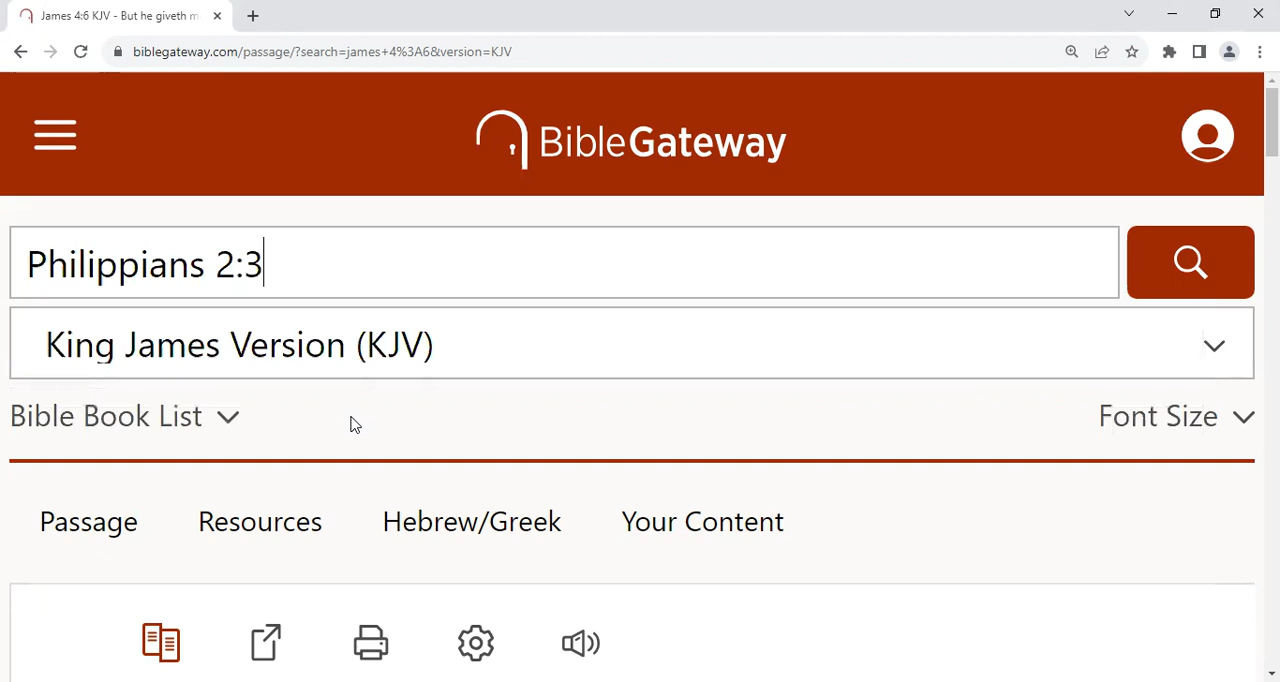 James 4:6 KJV - But he giveth m
biblegateway.com/passage/?search=james+4%3A6&version=KJV
BibleGateway
Philippians 2:3
King James Version (KJV)
Bible Book List
Font Size
Passage
Resources
Hebrew/Greek
Your Content